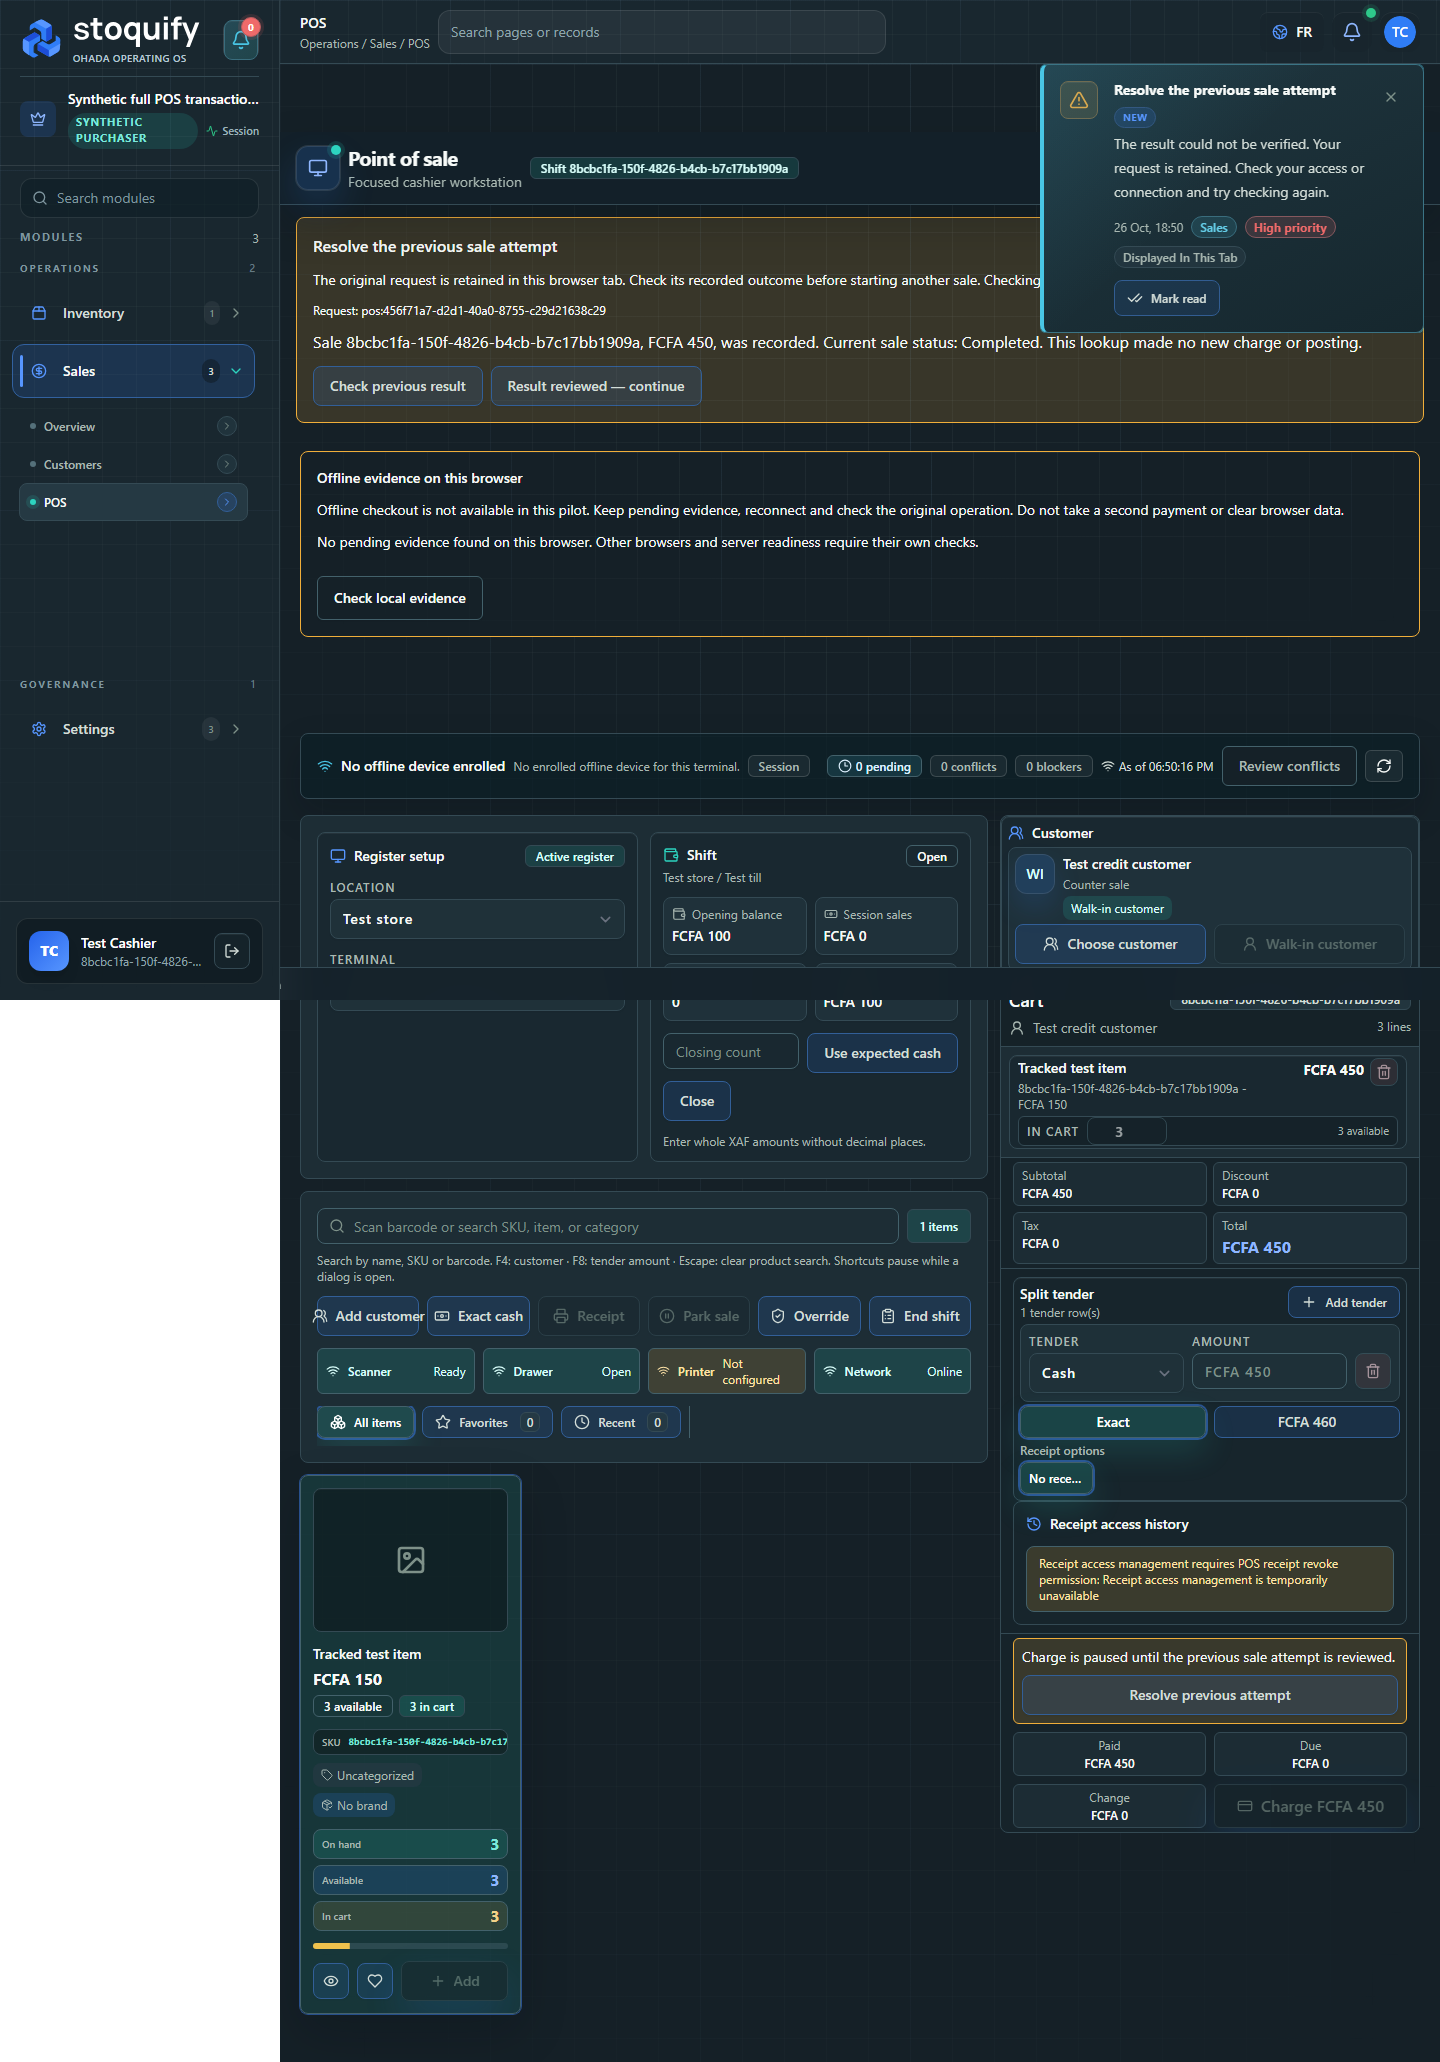 stoquify
OHADA OPERATING OS
0
Synthetic full POS transactio...
SYNTHETIC PURCHASER
Session
Search modules
MODULES 3
OPERATIONS 2
Inventory 1
Sales 3
Overview
Customers
POS
GOVERNANCE 1
Settings 3
TC
Test Cashier
8bcbc1fa-150f-4826-...
POS
Operations / Sales / POS
Search pages or records
FR
TC
Resolve the previous sale attempt
NEW
The result could not be verified. Your
request is retained. Check your access or
connection and try checking again.
26 Oct, 18:50 Sales High priority
Displayed In This Tab
Mark read
Point of sale
Focused cashier workstation
Shift 8bcbc1fa-150f-4826-b4cb-b7c17bb1909a
Resolve the previous sale attempt
The original request is retained in this browser tab. Check its recorded outcome before starting another sale. Checking
Request: pos:456f71a7-d2d1-40a0-8755-c29d21638c29
Sale 8bcbc1fa-150f-4826-b4cb-b7c17bb1909a, FCFA 450, was recorded. Current sale status: Completed. This lookup made no new charge or posting.
Check previous result
Result reviewed — continue
Offline evidence on this browser
Offline checkout is not available in this pilot. Keep pending evidence, reconnect and check the original operation. Do not take a second payment or clear browser data.
No pending evidence found on this browser. Other browsers and server readiness require their own checks.
Check local evidence
No offline device enrolled No enrolled offline device for this terminal. Session 0 pending 0 conflicts 0 blockers As of 06:50:16 PM Review conflicts
Register setup
Active register
LOCATION
Test store
TERMINAL
Shift
Open
Test store / Test till
Opening balance
FCFA 100
Session sales
FCFA 0
0
FCFA 100
Closing count
Use expected cash
Close
Enter whole XAF amounts without decimal places.
Customer
WI
Test credit customer
Counter sale
Walk-in customer
Choose customer
Walk-in customer
Cart
8bcbc1fa-150f-4826-b4cb-b7c17bb1909a
Test credit customer
3 lines
Tracked test item
FCFA 450
8bcbc1fa-150f-4826-b4cb-b7c17bb1909a -
FCFA 150
IN CART 3
3 available
Subtotal
FCFA 450
Discount
FCFA 0
Tax
FCFA 0
Total
FCFA 450
Split tender
1 tender row(s)
Add tender
TENDER
Cash
AMOUNT
FCFA 450
Exact
FCFA 460
Receipt options
No rece...
Receipt access history
Receipt access management requires POS receipt revoke
permission: Receipt access management is temporarily
unavailable
Charge is paused until the previous sale attempt is reviewed.
Resolve previous attempt
Paid
FCFA 450
Due
FCFA 0
Change
FCFA 0
Charge FCFA 450
Scan barcode or search SKU, item, or category
1 items
Search by name, SKU or barcode. F4: customer · F8: tender amount · Escape: clear product search. Shortcuts pause while a
dialog is open.
Add customer
Exact cash
Receipt
Park sale
Override
End shift
Scanner Ready
Drawer Open
Printer Not configured
Network Online
All items
Favorites 0
Recent 0
Tracked test item
FCFA 150
3 available
3 in cart
SKU 8bcbc1fa-150f-4826-b4cb-b7c17
Uncategorized
No brand
On hand 3
Available 3
In cart 3
Add